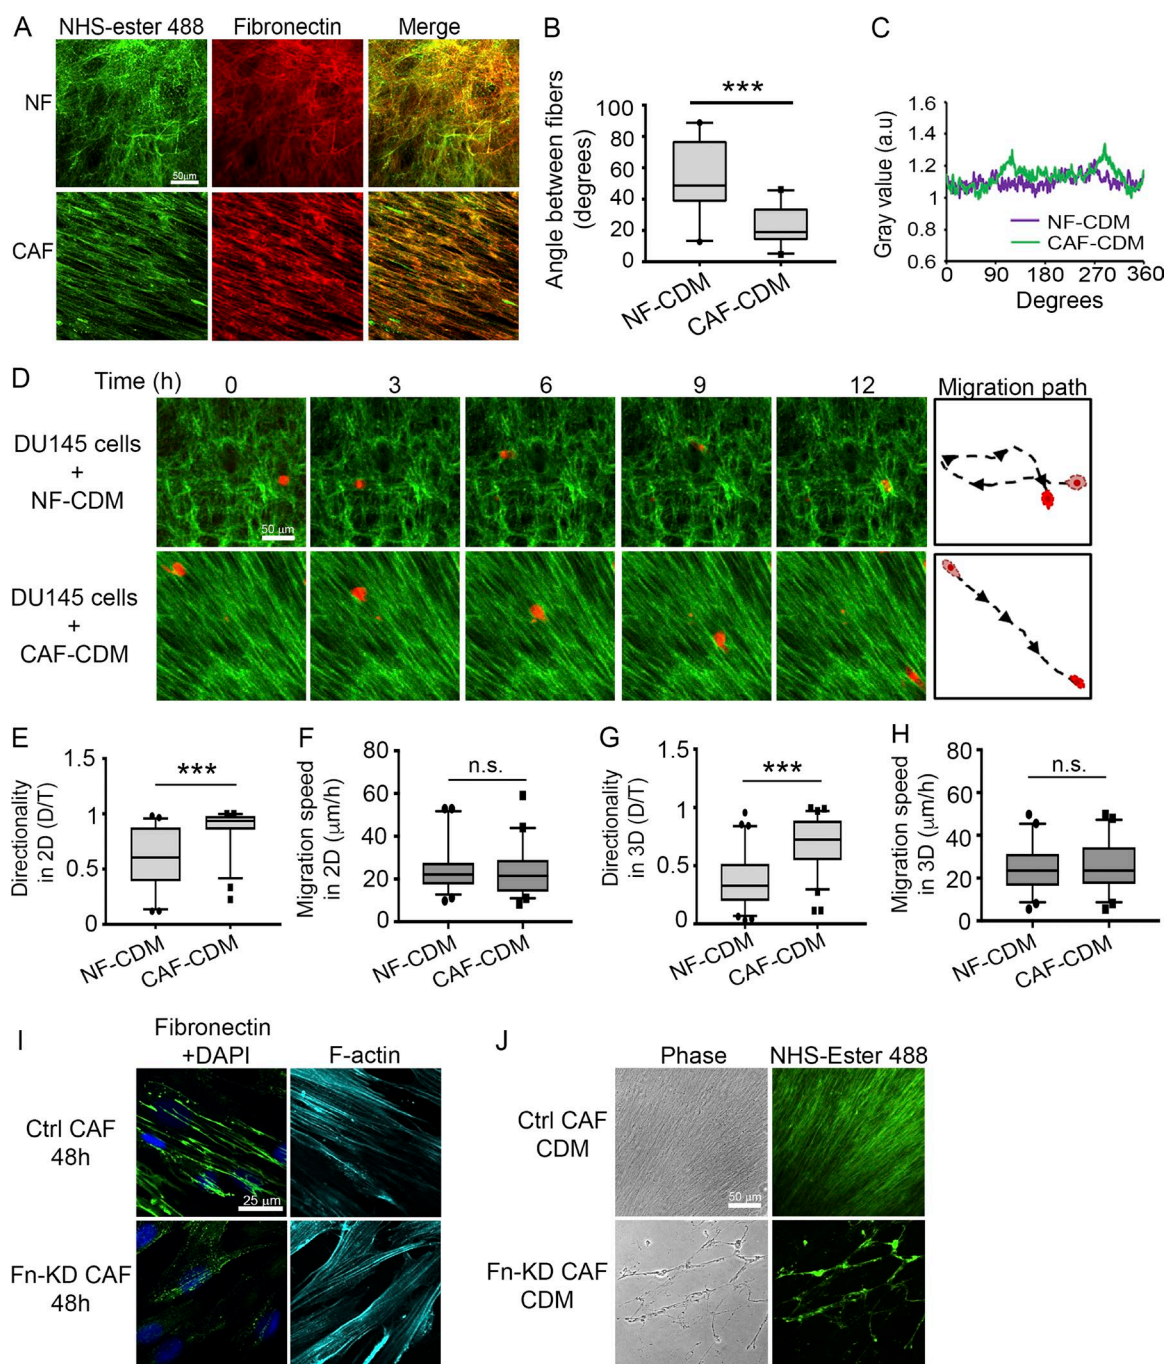 A
NHS-ester 488 Fibronectin Merge
NF
50µm
CAF
B
***
Angle between fibers
(degrees)
100
80
60
40
20
0
NF-CDM
CAF-CDM
C
Gray value (a.u)
1.6
1.4
1.2
1
0.8
0.6
NF-CDM
CAF-CDM
0 90 180 270 360
Degrees
D
Time (h) 0 3 6 9 12 Migration path
DU145 cells
+
NF-CDM
50 µm
DU145 cells
+
CAF-CDM
E
Directionality
in 2D (D/T)
1.5
1
0.5
0
***
NF-CDM
CAF-CDM
F
Migration speed
in 2D (µm/h)
80
60
40
20
0
n.s.
NF-CDM
CAF-CDM
G
Directionality
in 3D (D/T)
1.5
1
0.5
0
***
NF-CDM
CAF-CDM
H
Migration speed
in 3D (µm/h)
80
60
40
20
0
n.s.
NF-CDM
CAF-CDM
I
Fibronectin
+DAPI
F-actin
Ctrl CAF
48h
25 µm
Fn-KD CAF
48h
J
Phase NHS-Ester 488
Ctrl CAF
CDM
50 µm
Fn-KD CAF
CDM